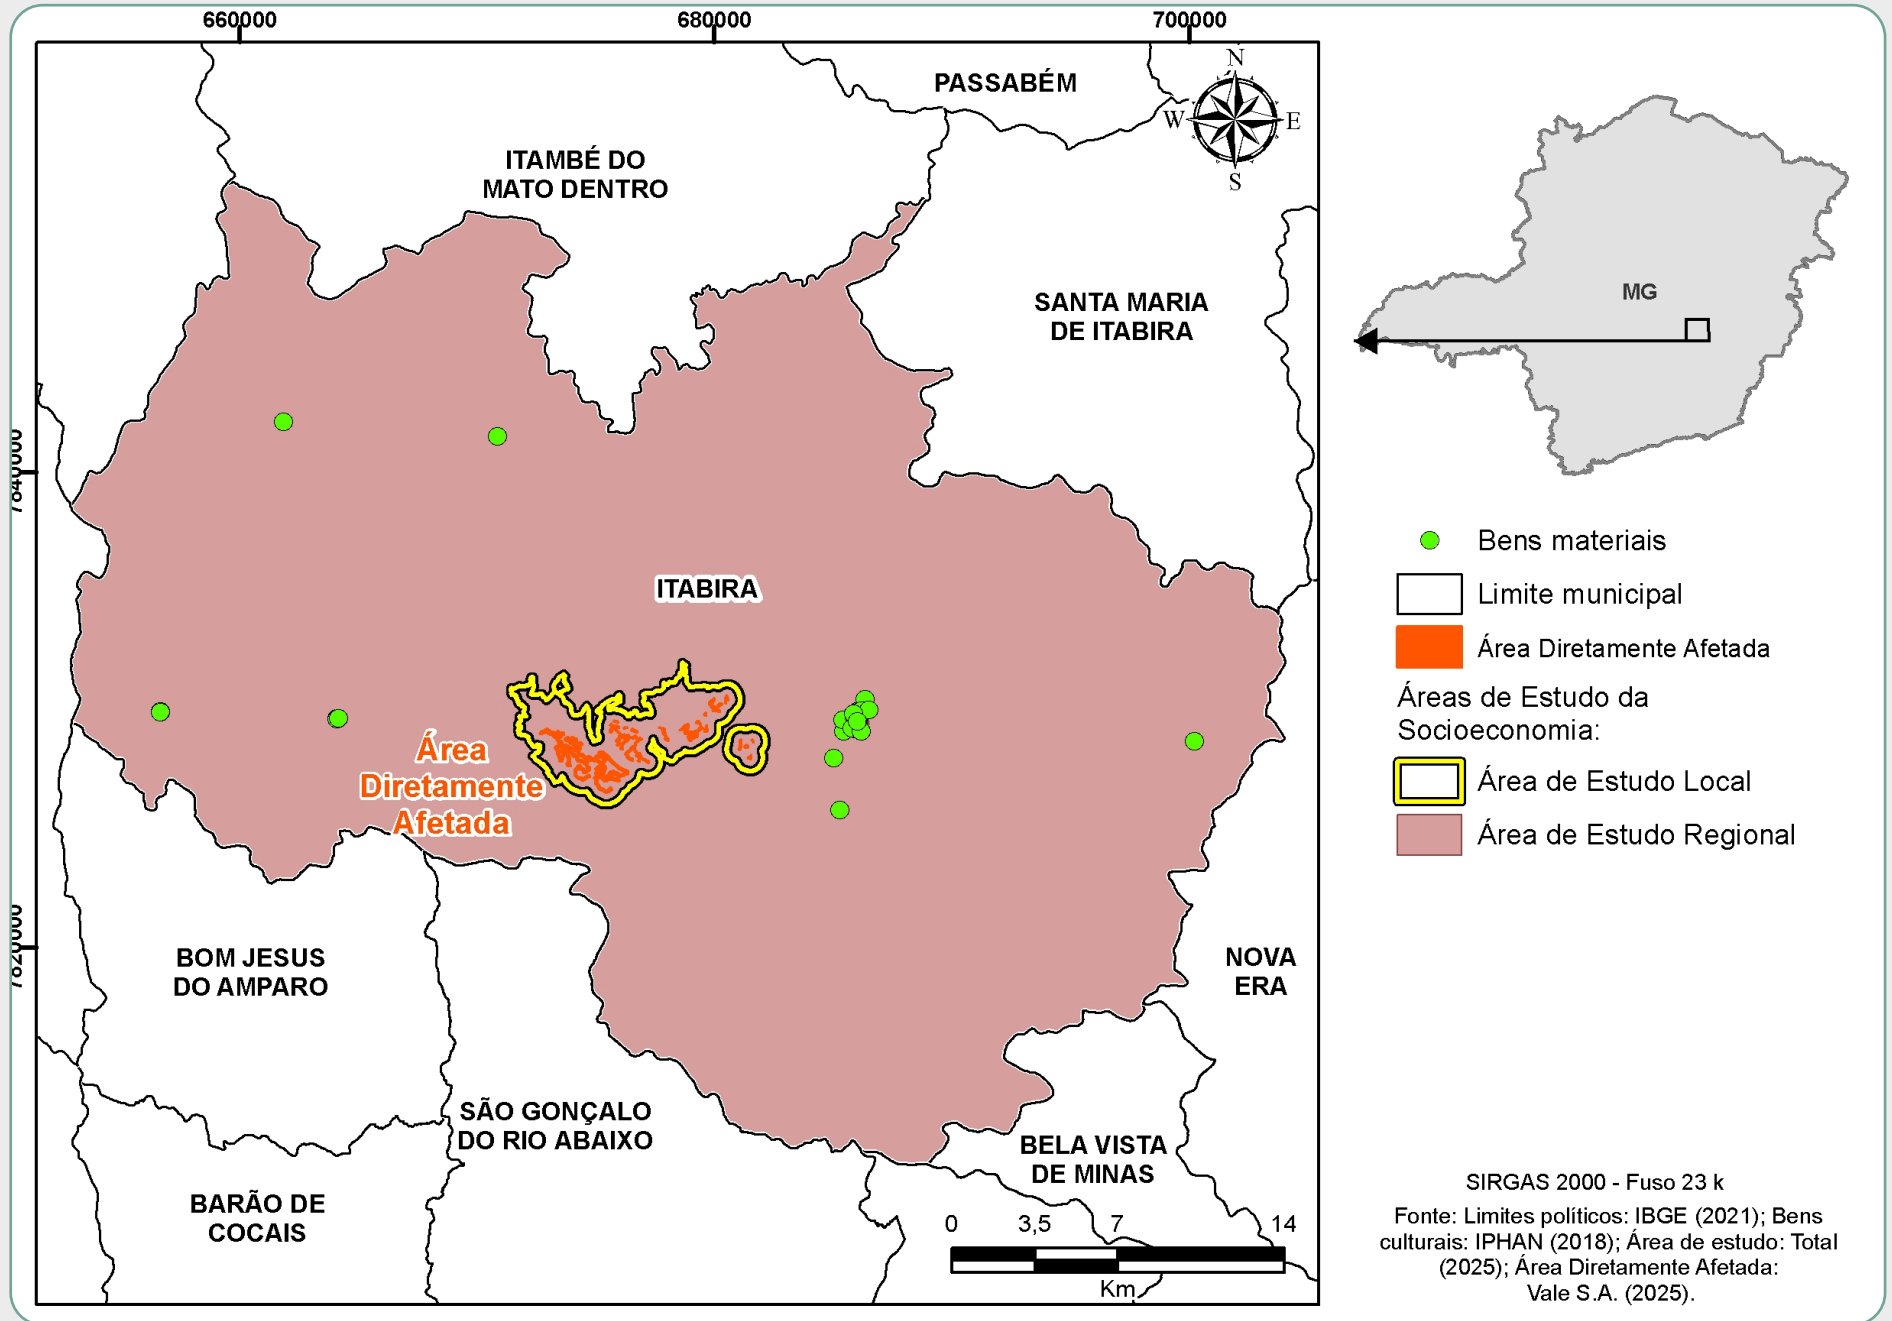 660000
680000
700000
N
W
E
S
PASSABÉM
ITAMBÉ DO
MATO DENTRO
SANTA MARIA
DE ITABIRA
MG
ITABIRA
Área
Diretamente
Afetada
BOM JESUS
DO AMPARO
NOVA
ERA
SÃO GONÇALO
DO RIO ABAIXO
BELA VISTA
DE MINAS
BARÃO DE
COCAIS
0 3,5 7 14
Km
Bens materiais
Limite municipal
Área Diretamente Afetada
Áreas de Estudo da
Socioeconomia:
Área de Estudo Local
Área de Estudo Regional
SIRGAS 2000 - Fuso 23 k
Fonte: Limites políticos: IBGE (2021); Bens
culturais: IPHAN (2018); Área de estudo: Total
(2025); Área Diretamente Afetada:
Vale S.A. (2025).